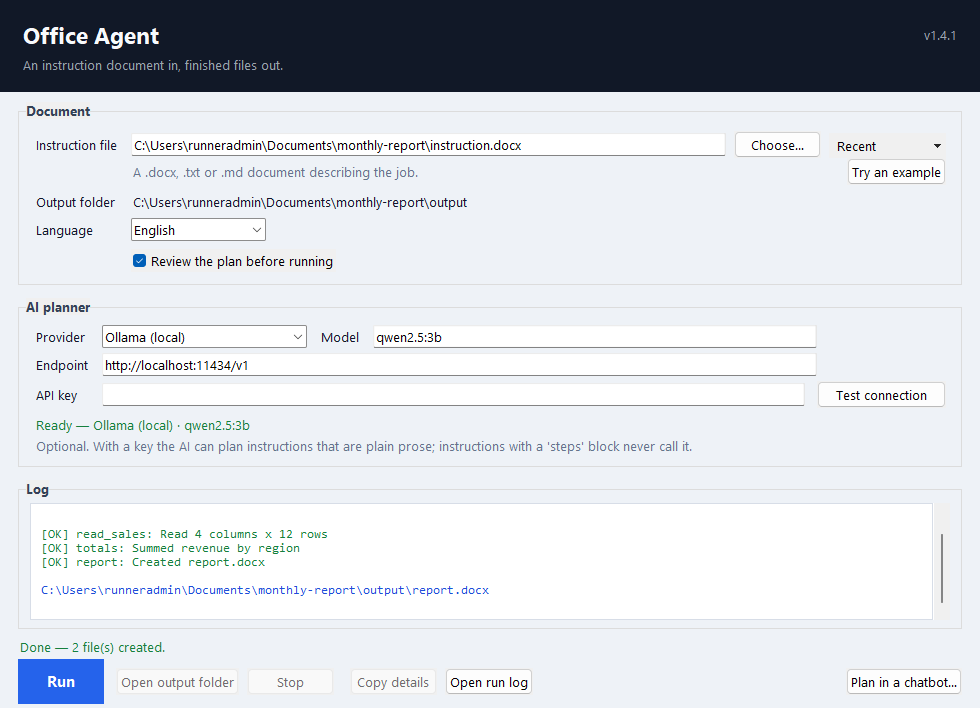 Office Agent
v1.4.1
An instruction document in, finished files out.
Document
Instruction file C:\Users\runneradmin\Documents\monthly-report\instruction.docx Choose... Recent
A .docx, .txt or .md document describing the job. Try an example
Output folder C:\Users\runneradmin\Documents\monthly-report\output
Language English
Review the plan before running
AI planner
Provider Ollama (local) Model qwen2.5:3b
Endpoint http://localhost:11434/v1
API key Test connection
Ready — Ollama (local) · qwen2.5:3b
Optional. With a key the AI can plan instructions that are plain prose; instructions with a 'steps' block never call it.
Log
[OK] read_sales: Read 4 columns x 12 rows
[OK] totals: Summed revenue by region
[OK] report: Created report.docx
C:\Users\runneradmin\Documents\monthly-report\output\report.docx
Done — 2 file(s) created.
Run Open output folder Stop Copy details Open run log Plan in a chatbot...